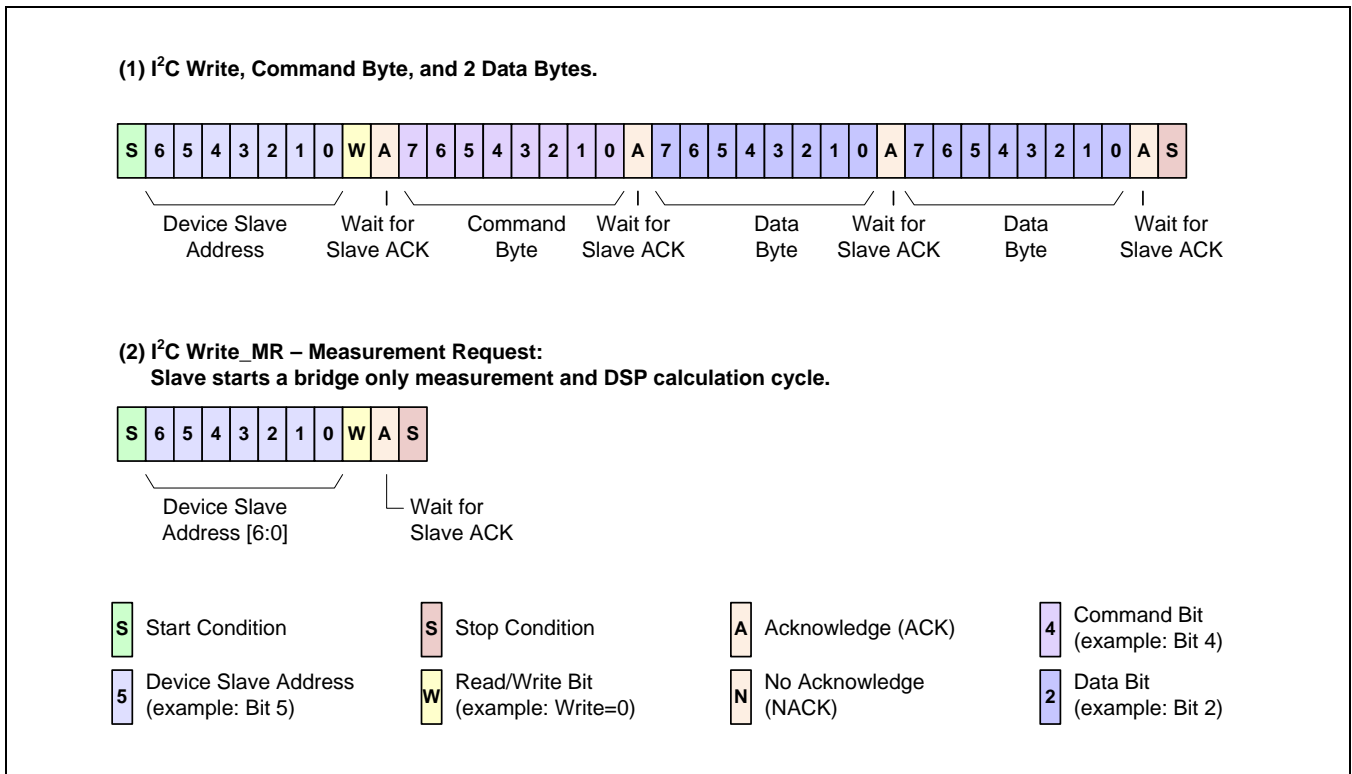 (1) I²C Write, Command Byte, and 2 Data Bytes.
S 6 5 4 3 2 1 0 W A 7 6 5 4 3 2 1 0 A 7 6 5 4 3 2 1 0 A 7 6 5 4 3 2 1 0 A S
Device Slave Address
Wait for Slave ACK
Command Byte
Wait for Slave ACK
Data Byte
Wait for Slave ACK
Data Byte
Wait for Slave ACK
(2) I²C Write_MR – Measurement Request:
Slave starts a bridge only measurement and DSP calculation cycle.
S 6 5 4 3 2 1 0 W A S
Device Slave
Address [6:0]
Wait for
Slave ACK
S Start Condition
S Stop Condition
A Acknowledge (ACK)
4 Command Bit
(example: Bit 4)
5 Device Slave Address
(example: Bit 5)
W Read/Write Bit
(example: Write=0)
N No Acknowledge
(NACK)
2 Data Bit
(example: Bit 2)